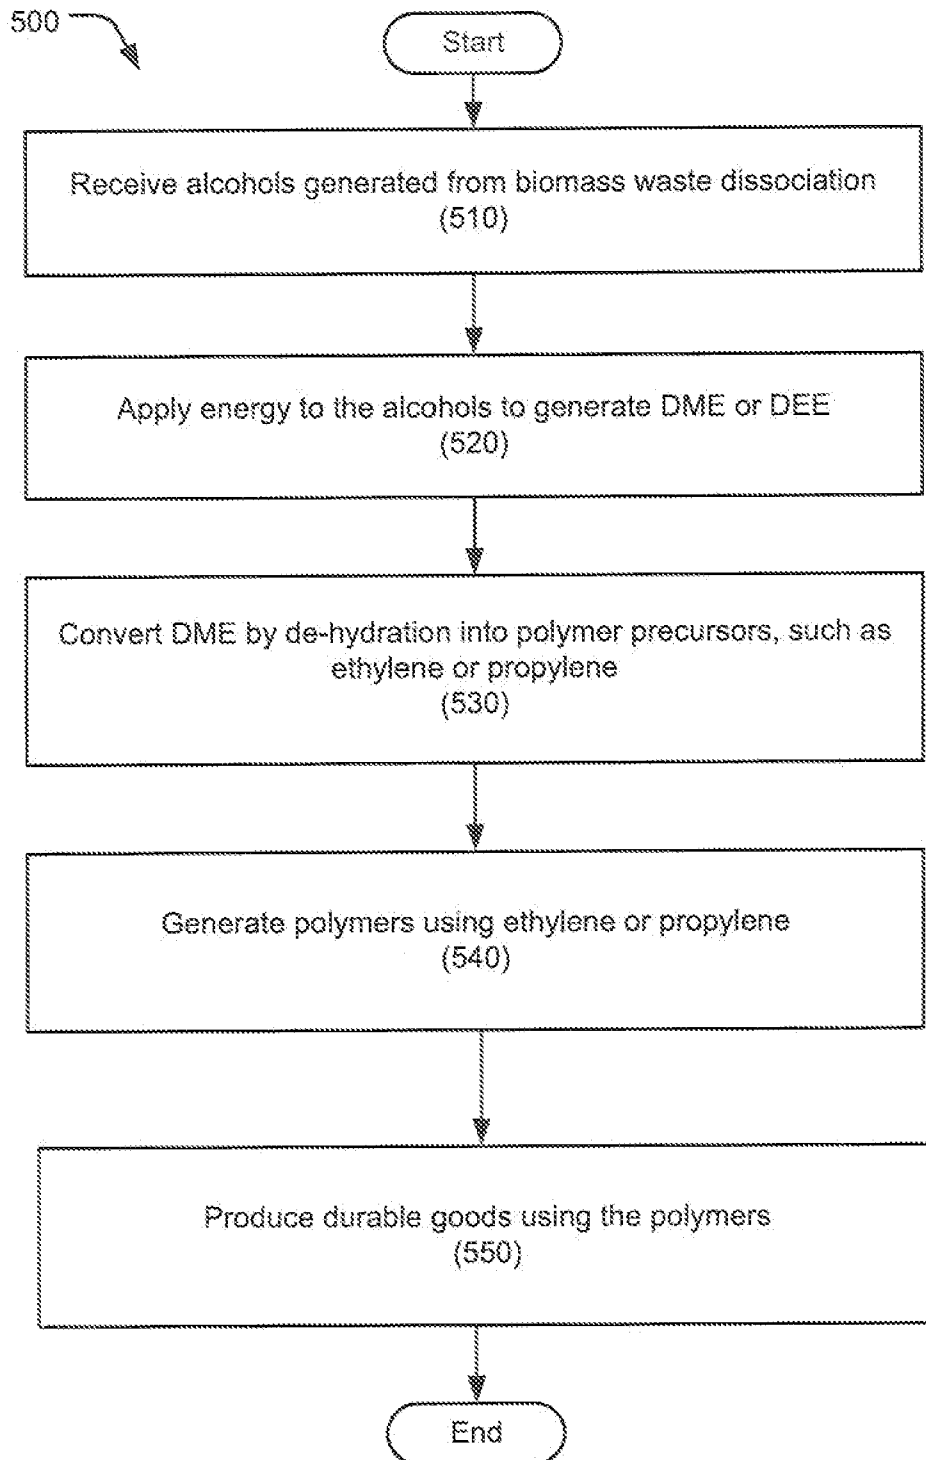 500
Start
Receive alcohols generated from biomass waste dissociation
(510)
Apply energy to the alcohols to generate DME or DEE
(520)
Convert DME by de-hydration into polymer precursors, such as
ethylene or propylene
(530)
Generate polymers using ethylene or propylene
(540)
Produce durable goods using the polymers
(550)
End